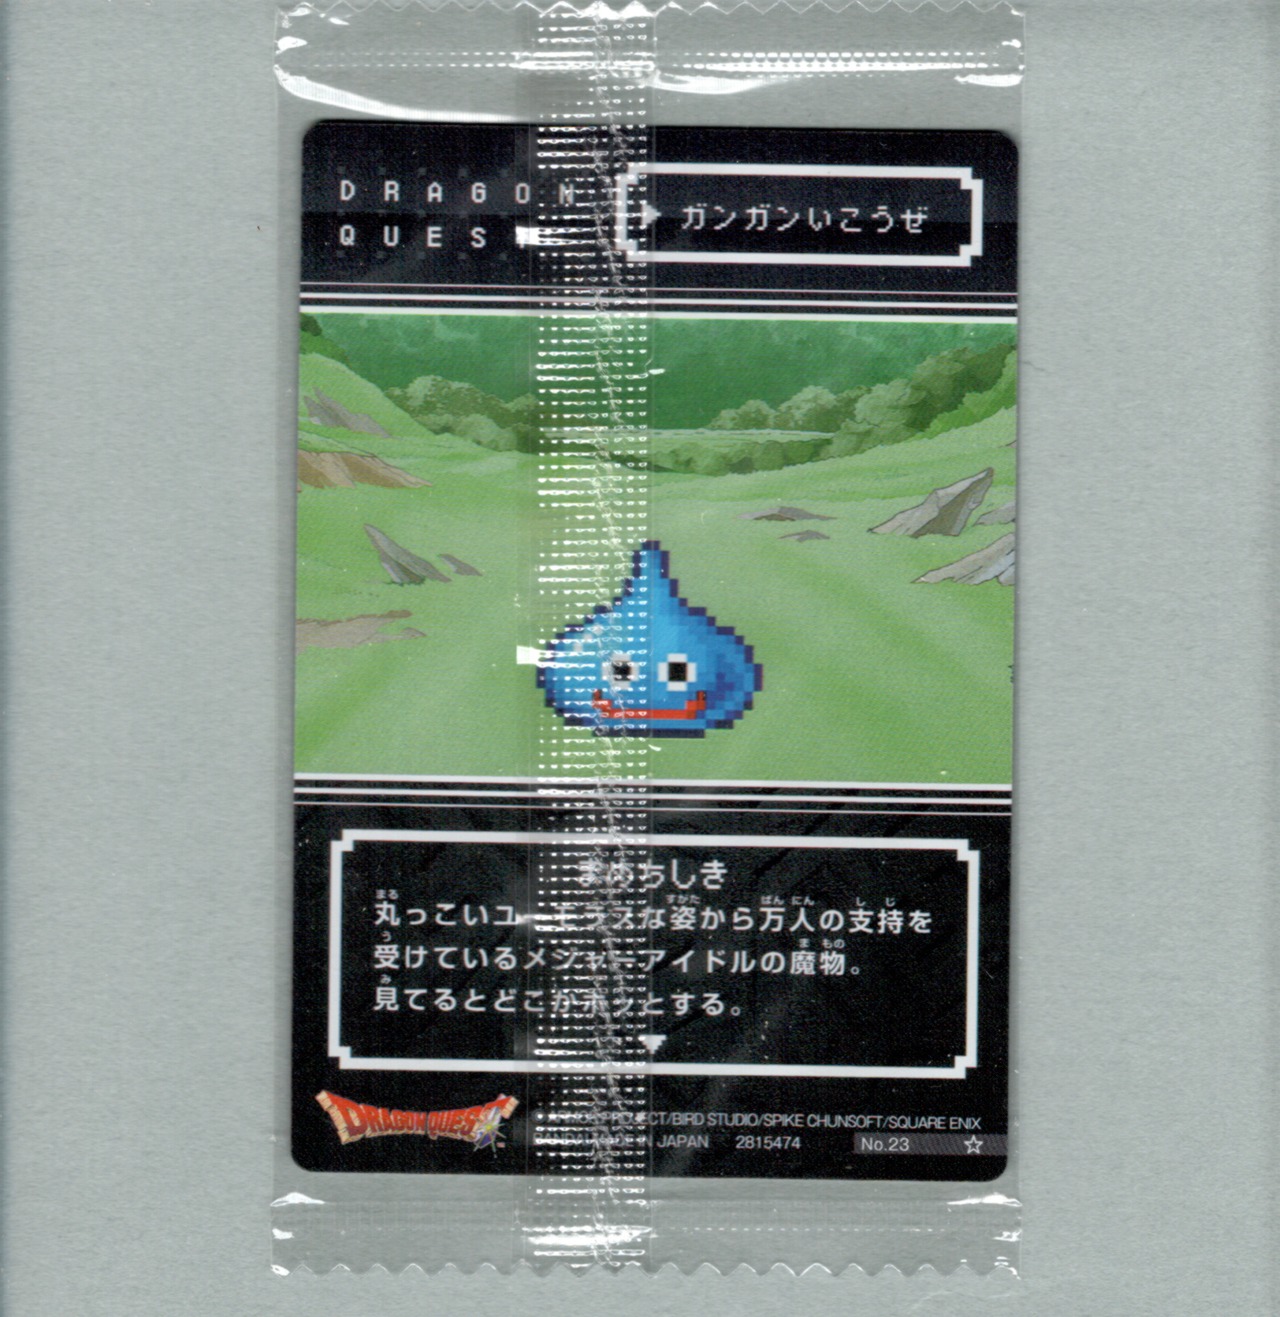 DRAGON
QUEST
ガンガンいこうぜ
まめちしき
丸っこいユーモラスな姿から万人の支持を
受けているメジャーアイドルの魔物。
見てるとどこかホッとする。
DRAGON QUEST
PROJECT/BIRD STUDIO/SPIKE CHUNSOFT/SQUARE ENIX
IN JAPAN 2815474 No.23 ☆